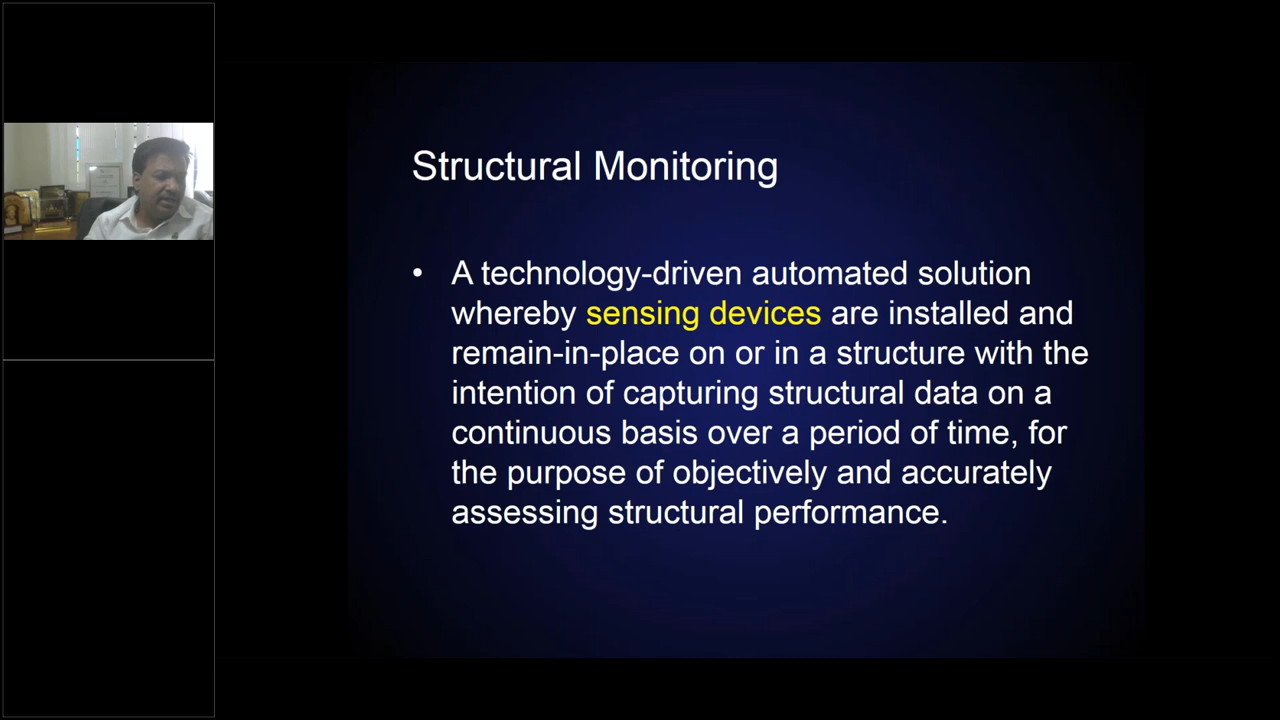 Structural Monitoring
• A technology-driven automated solution
whereby sensing devices are installed and
remain-in-place on or in a structure with the
intention of capturing structural data on a
continuous basis over a period of time, for
the purpose of objectively and accurately
assessing structural performance.